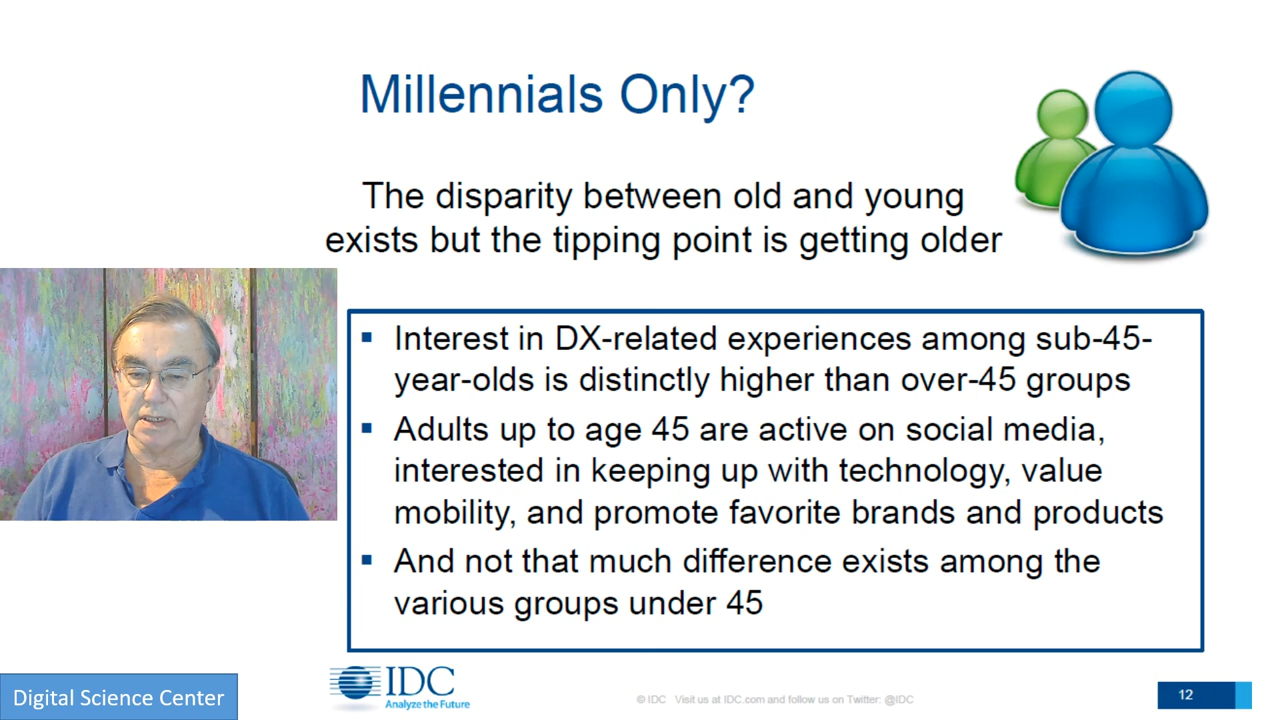 Millennials Only?
The disparity between old and young
exists but the tipping point is getting older
▪ Interest in DX-related experiences among sub-45-
year-olds is distinctly higher than over-45 groups
▪ Adults up to age 45 are active on social media,
interested in keeping up with technology, value
mobility, and promote favorite brands and products
▪ And not that much difference exists among the
various groups under 45
Digital Science Center
IDC
Analyze the Future
© IDC Visit us at IDC.com and follow us on Twitter: @IDC
12